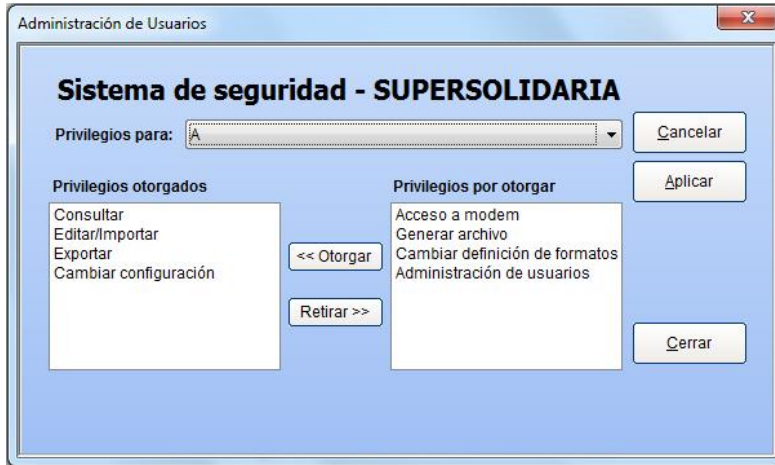 Administración de Usuarios
x
Sistema de seguridad - SUPERSOLIDARIA
Privilegios para: A
Cancelar
Aplicar
Privilegios otorgados
Consultar
Editar/Importar
Exportar
Cambiar configuración
<< Otorgar
Retirar >>
Privilegios por otorgar
Acceso a modem
Generar archivo
Cambiar definición de formatos
Administración de usuarios
Cerrar